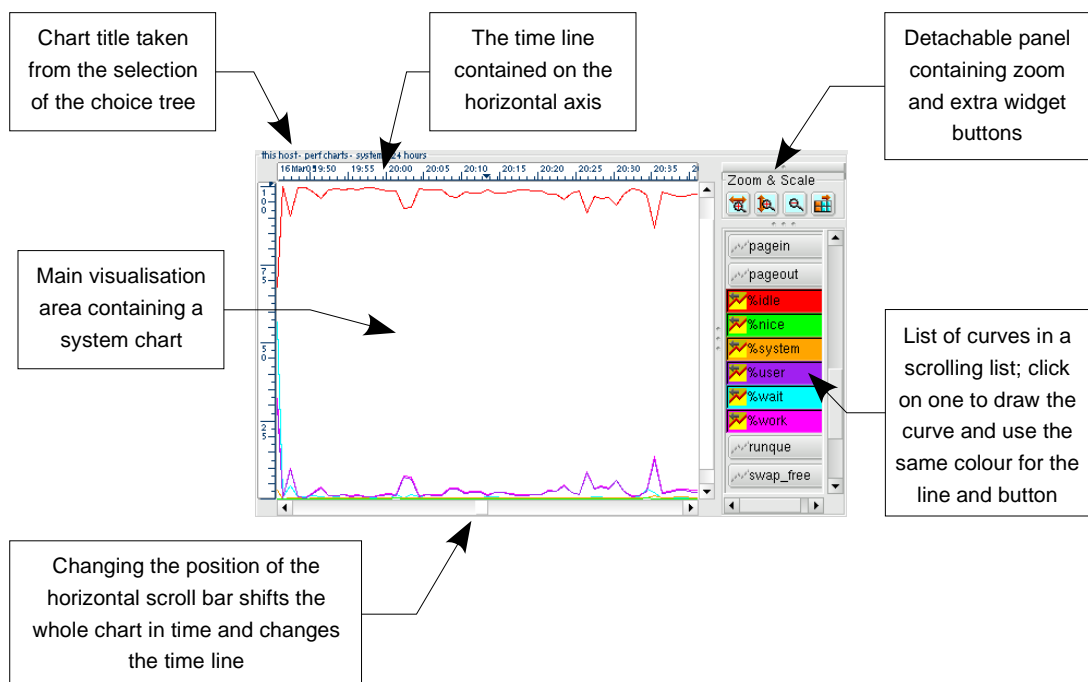 Chart title taken
from the selection
of the choice tree
The time line
contained on the
horizontal axis
Detachable panel
containing zoom
and extra widget
buttons
this host- perf charts - system - 24 hours
16 Mar05 19:50 19:55 20:00 20:05 20:10 20:15 20:20 20:25 20:30 20:35 2
100
75
50
25
Zoom & Scale
pagein
pageout
%idle
%nice
%system
%user
%wait
%work
runque
swap_free
Main visualisation
area containing a
system chart
List of curves in a
scrolling list; click
on one to draw the
curve and use the
same colour for the
line and button
Changing the position of the
horizontal scroll bar shifts the
whole chart in time and changes
the time line